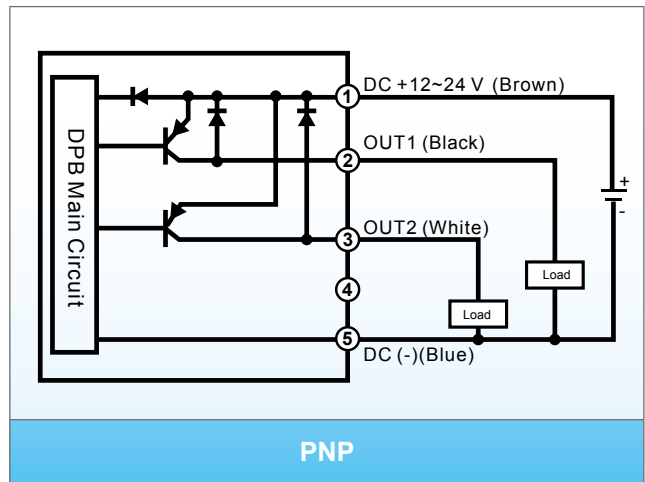 DPB Main Circuit
1
DC +12~24 V (Brown)
2
OUT1 (Black)
+
-
3
OUT2 (White)
Load
4
Load
5
DC (-)(Blue)
PNP